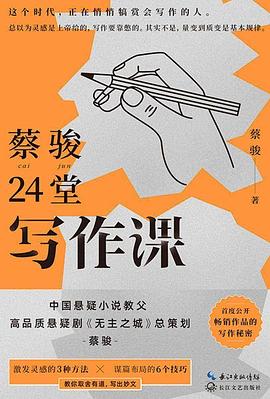 这个时代，正在悄悄犒赏会写作的人。
总以为灵感是上帝给的，写作要靠憋的。其实不是，量变到质变是基本规律。
蔡骏
cai jun
24堂
写作课
蔡骏 著
中国悬疑小说教父
高品质悬疑剧《无主之城》总策划
-蔡骏-
首度公开
畅销作品的
写作秘密
激发灵感的3种方法 × 谋篇布局的6个技巧
教你取舍有道，写出妙文
长江出版传媒
长江文艺出版社